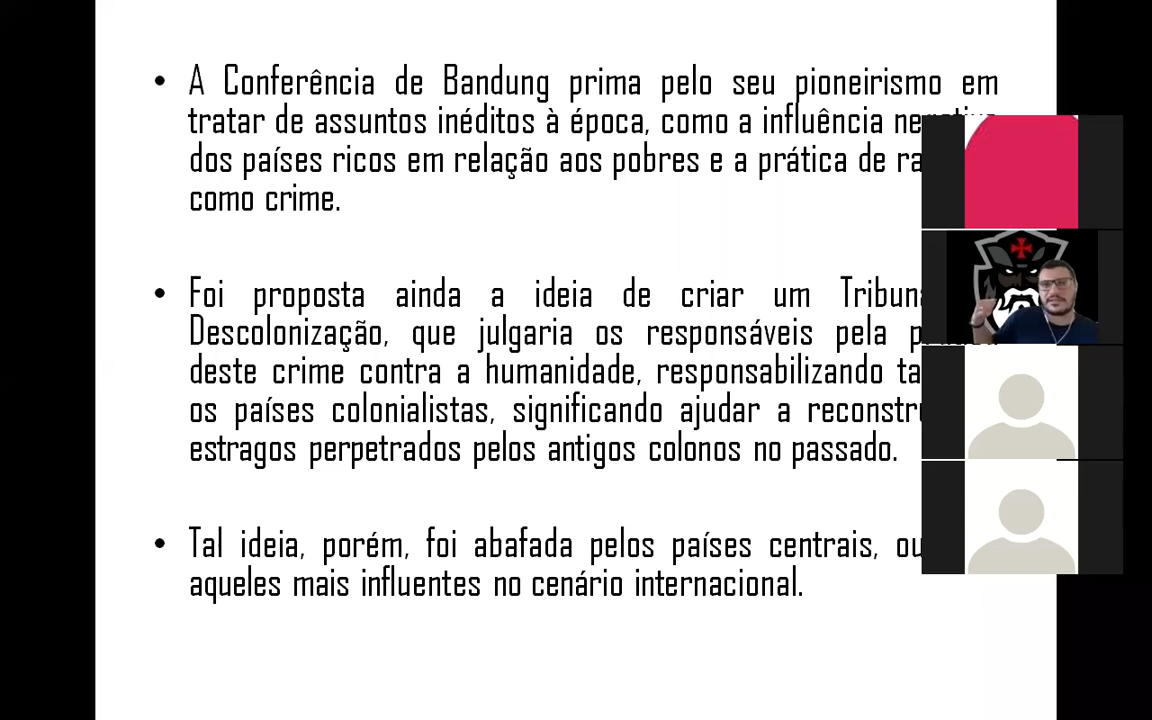 • A Conferência de Bandung prima pelo seu pioneirismo em
tratar de assuntos inéditos à época, como a influência
dos países ricos em relação aos pobres e a prática de
como crime.
• Foi proposta ainda a ideia de criar um
Descolonização, que julgaria os responsáveis pela
deste crime contra a humanidade, responsabilizando
os países colonialistas, significando ajudar a
estragos perpetrados pelos antigos colonos no passado.
• Tal ideia, porém, foi abafada pelos países centrais,
aqueles mais influentes no cenário internacional.